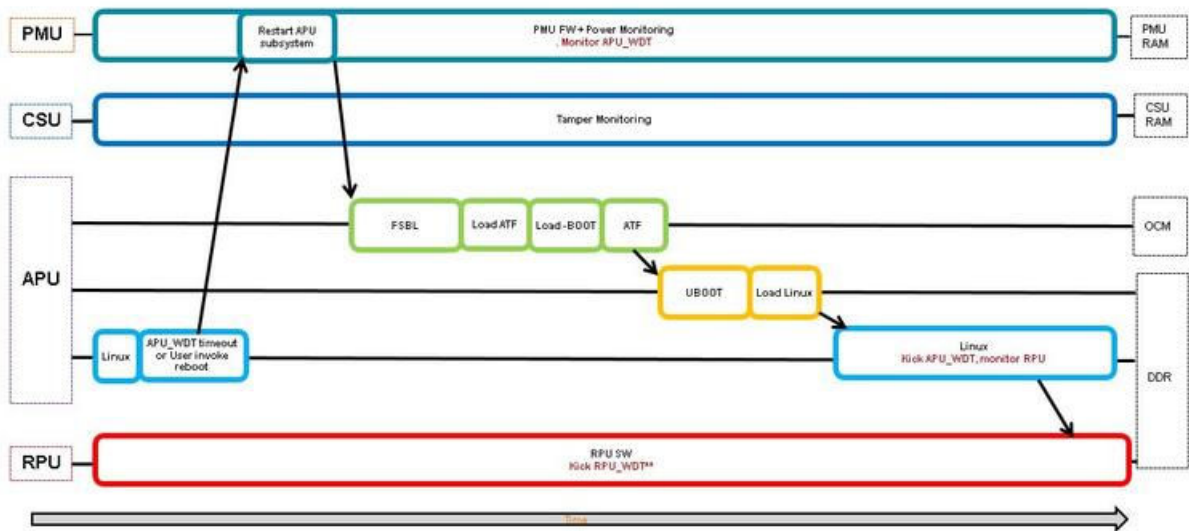 PMU
Restart APU
subsystem
PMU FW + Power Monitoring
. Monitor APU_WDT
PMU
RAM
CSU
Tamper Monitoring
CSU
RAM
APU
FSBL
Load ATF
Load -BOOT
ATF
OCM
UBOOT
Load Linux
Linux
APU_WDT timeout
or User invoke
reboot
Linux
Kick APU_WDT, monitor RPU
DDR
RPU
RPU SW
Kick RPU_WDT**
Time